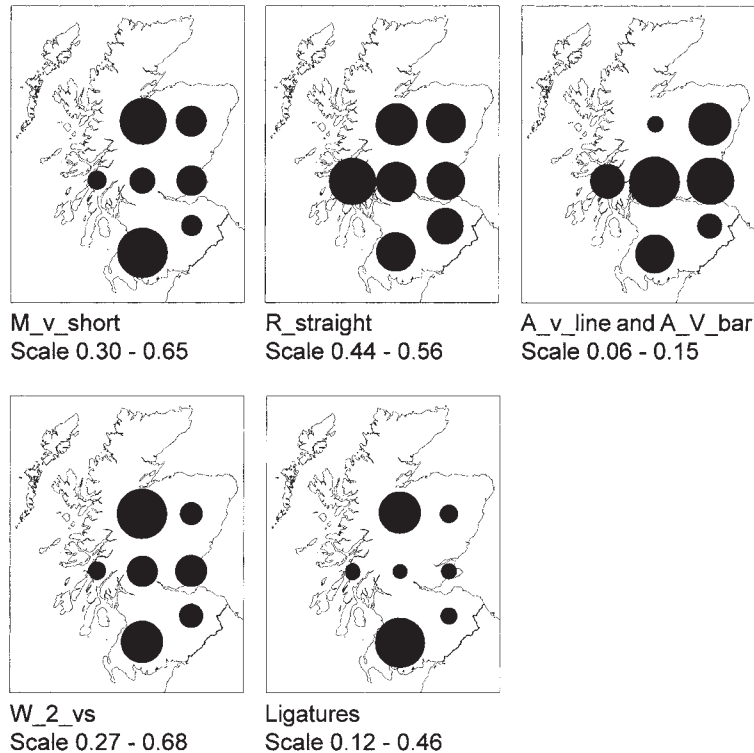 M_v_short
Scale 0.30 - 0.65
R_straight
Scale 0.44 - 0.56
A_v_line and A_V_bar
Scale 0.06 - 0.15
W_2_vs
Scale 0.27 - 0.68
Ligatures
Scale 0.12 - 0.46